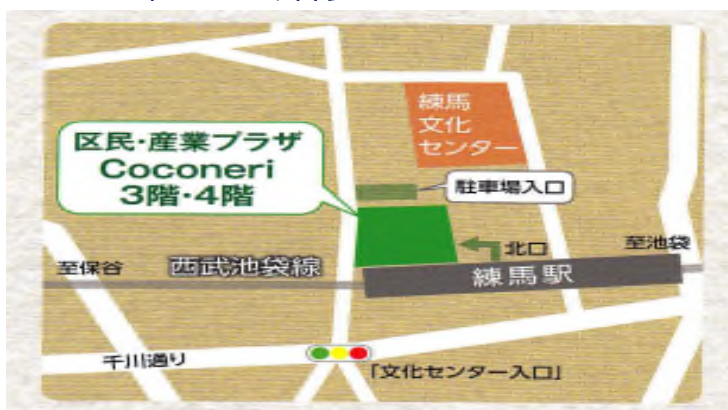 練馬
文化
センター
区民・産業プラザ
Coconeri
3階・4階
駐車場入口
北口
至池袋
至保谷
西武池袋線
練馬駅
千川通り
「文化センター入口」